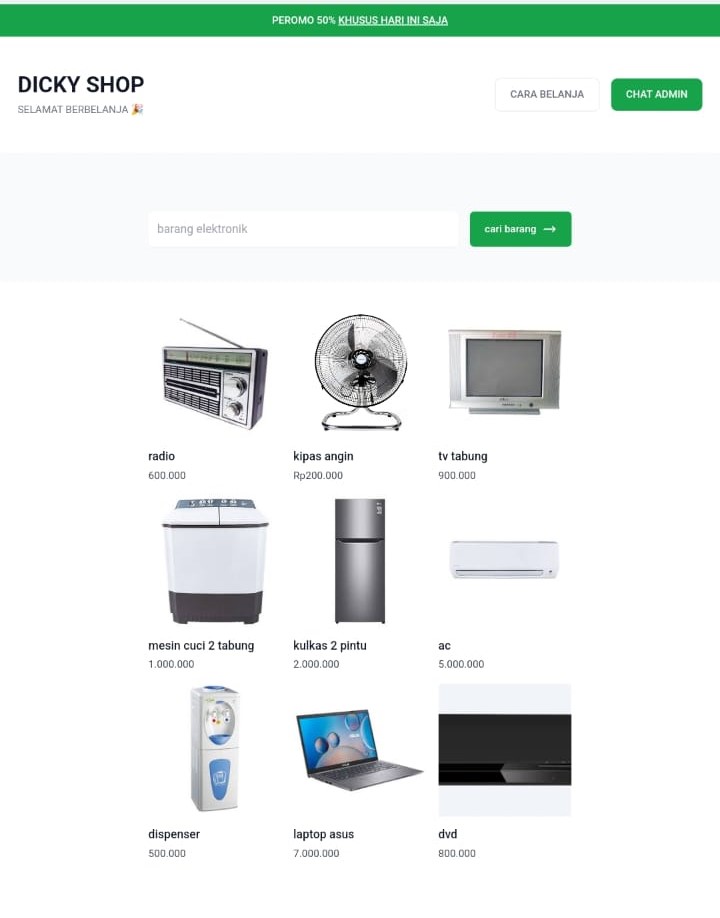 PEROMO 50% KHUSUS HARI INI SAJA
DICKY SHOP
SELAMAT BERBELANJA 🎉
CARA BELANJA
CHAT ADMIN
barang elektronik
cari barang →
radio
600.000
kipas angin
Rp200.000
tv tabung
900.000
mesin cuci 2 tabung
1.000.000
kulkas 2 pintu
2.000.000
ac
5.000.000
dispenser
500.000
laptop asus
7.000.000
dvd
800.000